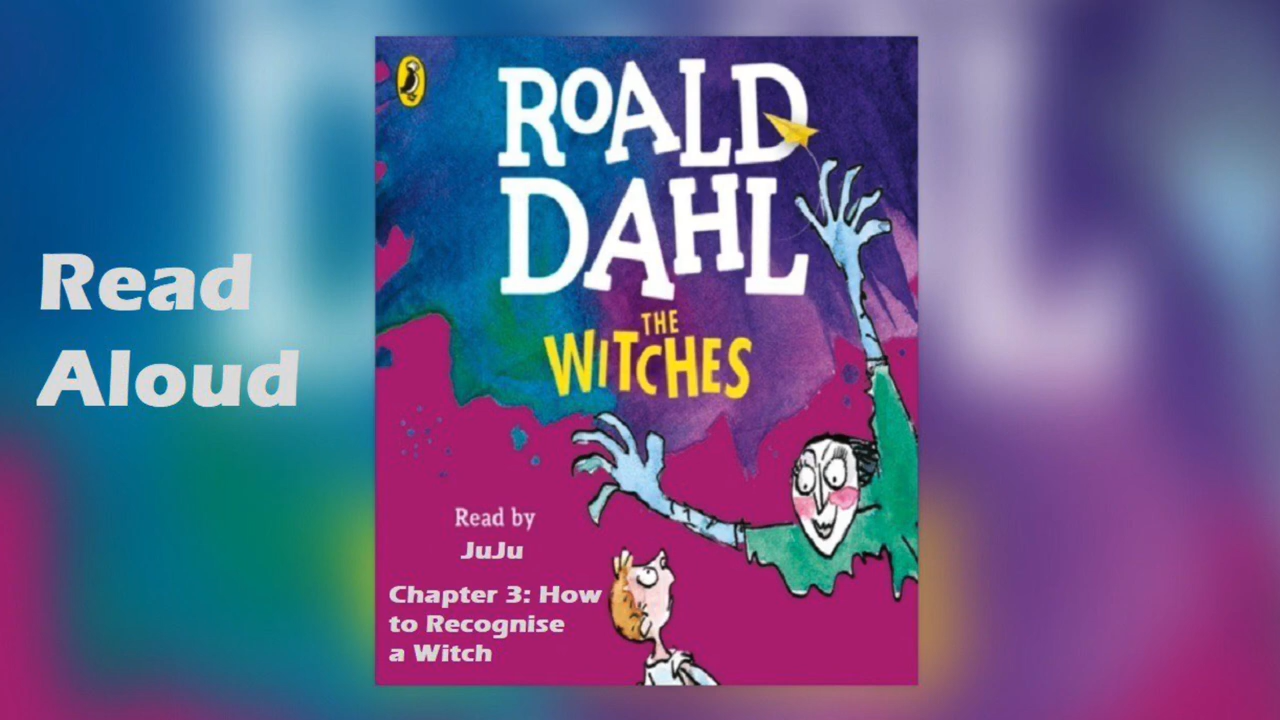 Read
Aloud
ROALD
DAHL
THE
WITCHES
Read by
JuJu
Chapter 3: How
to Recognise
a Witch